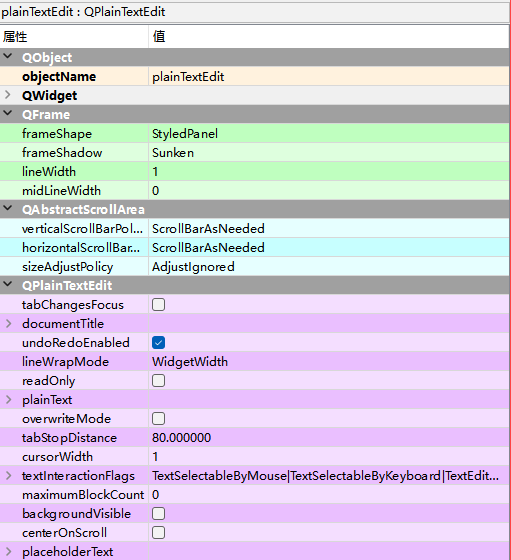 plainTextEdit : QPlainTextEdit
属性 值
QObject
objectName plainTextEdit
QWidget
QFrame
frameShape StyledPanel
frameShadow Sunken
lineWidth 1
midLineWidth 0
QAbstractScrollArea
verticalScrollBarPol... ScrollBarAsNeeded
horizontalScrollBar... ScrollBarAsNeeded
sizeAdjustPolicy AdjustIgnored
QPlainTextEdit
tabChangesFocus
documentTitle
undoRedoEnabled
lineWrapMode WidgetWidth
readOnly
plainText
overwriteMode
tabStopDistance 80.000000
cursorWidth 1
textInteractionFlags TextSelectableByMouse|TextSelectableByKeyboard|TextEdit...
maximumBlockCount 0
backgroundVisible
centerOnScroll
placeholderText